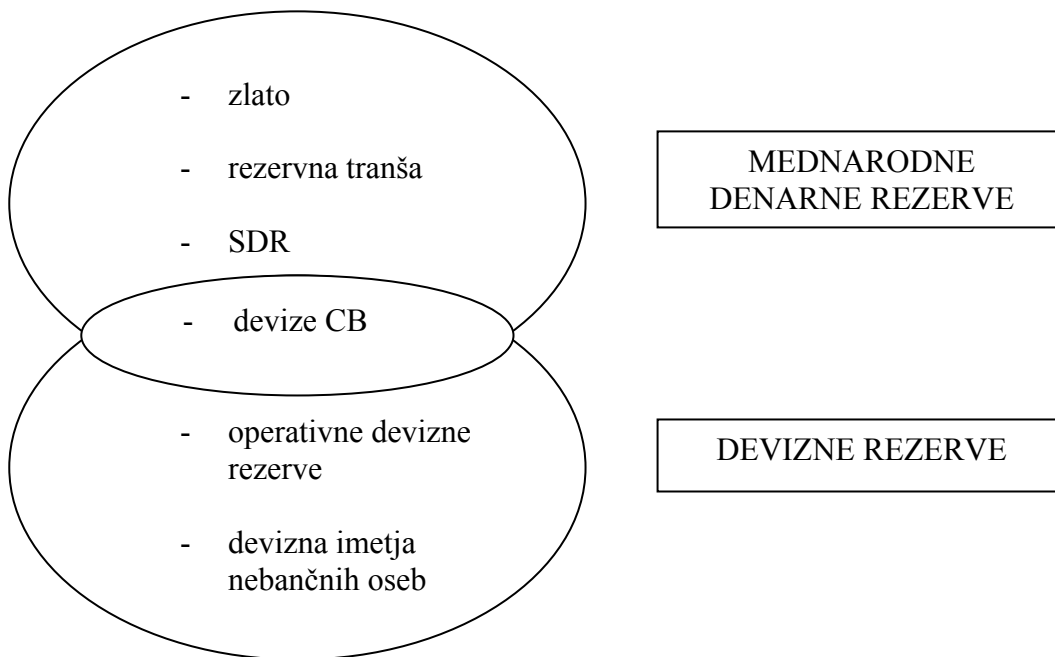 - zlato
- rezervna tranša
- SDR
- devize CB
- operativne devizne
rezerve
- devizna imetja
nebančnih oseb
MEDNARODNE
DENARNE REZERVE
DEVIZNE REZERVE